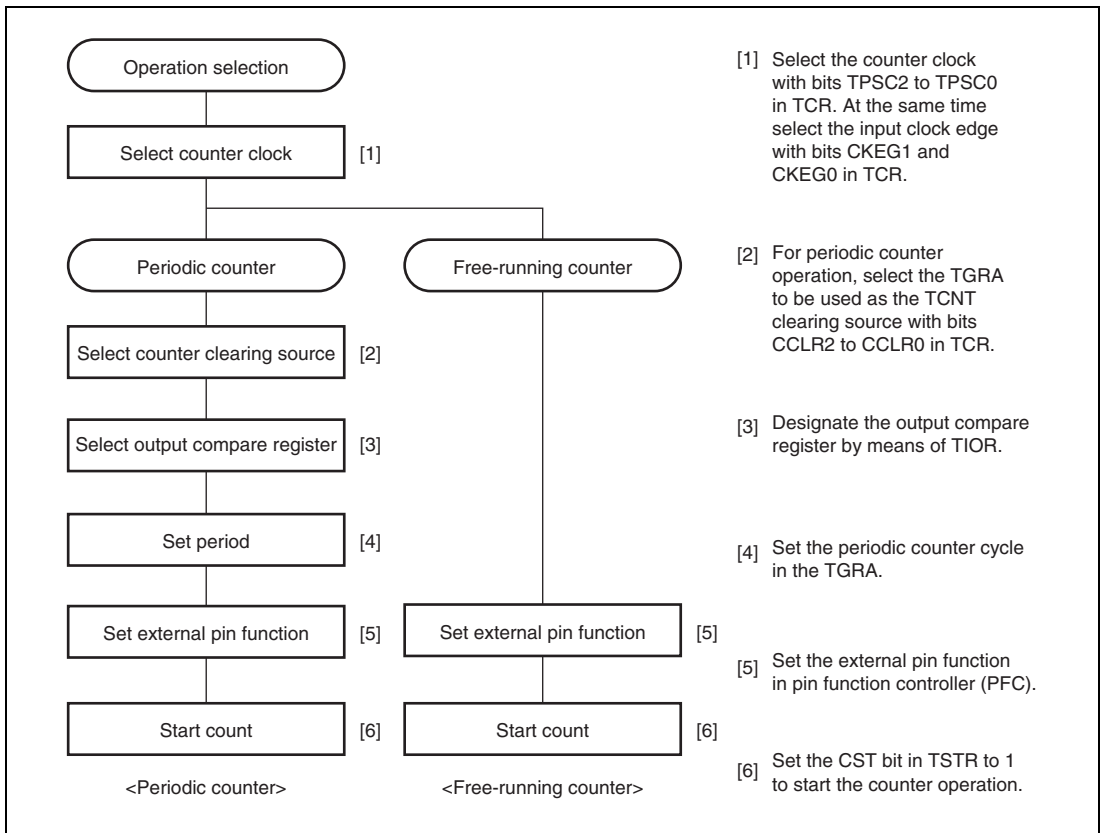 Operation selection
Select counter clock
[1]
Periodic counter
Free-running counter
Select counter clearing source
[2]
Select output compare register
[3]
Set period
[4]
Set external pin function
[5]
Set external pin function
[5]
Start count
[6]
Start count
[6]
<Periodic counter>
<Free-running counter>
[1] Select the counter clock
with bits TPSC2 to TPSC0
in TCR. At the same time
select the input clock edge
with bits CKEG1 and
CKEG0 in TCR.
[2] For periodic counter
operation, select the TGRA
to be used as the TCNT
clearing source with bits
CCLR2 to CCLR0 in TCR.
[3] Designate the output compare
register by means of TIOR.
[4] Set the periodic counter cycle
in the TGRA.
[5] Set the external pin function
in pin function controller (PFC).
[6] Set the CST bit in TSTR to 1
to start the counter operation.